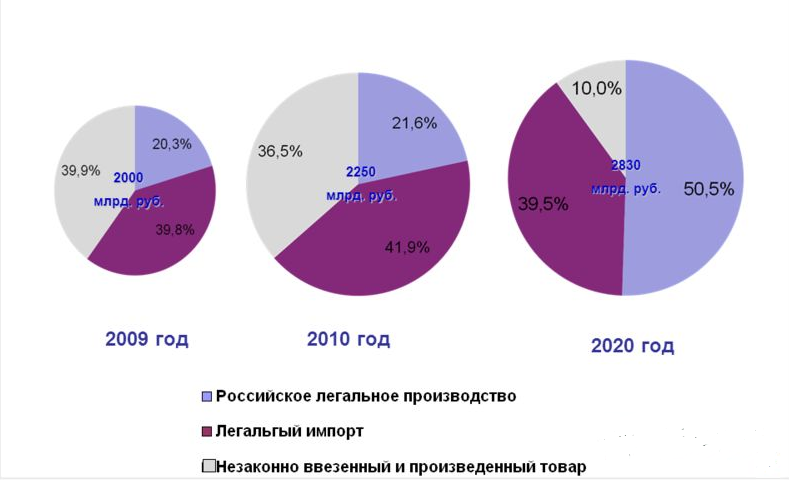 20,3%
39,9%
2000
млрд. руб.
39,8%
2009 год
21,6%
36,5%
2250
млрд. руб.
41,9%
2010 год
10,0%
2830
млрд. руб.
50,5%
39,5%
2020 год
Российское легальное производство
Легальгый импорт
Незаконно ввезенный и произведенный товар